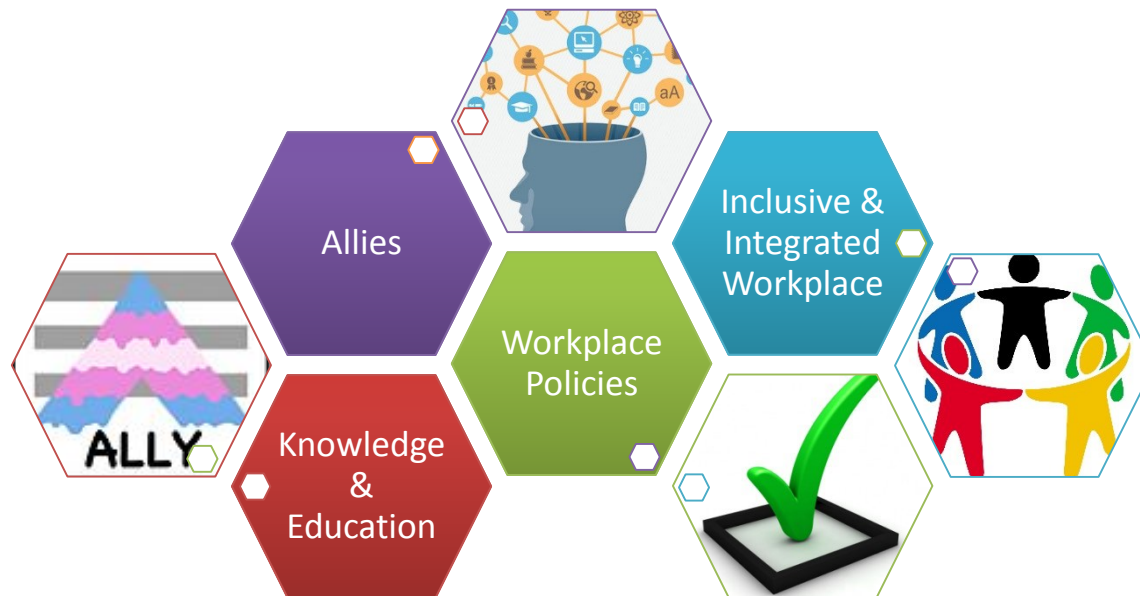 aA
Allies
Inclusive &
Integrated
Workplace
Workplace
Policies
ALLY
Knowledge
&
Education